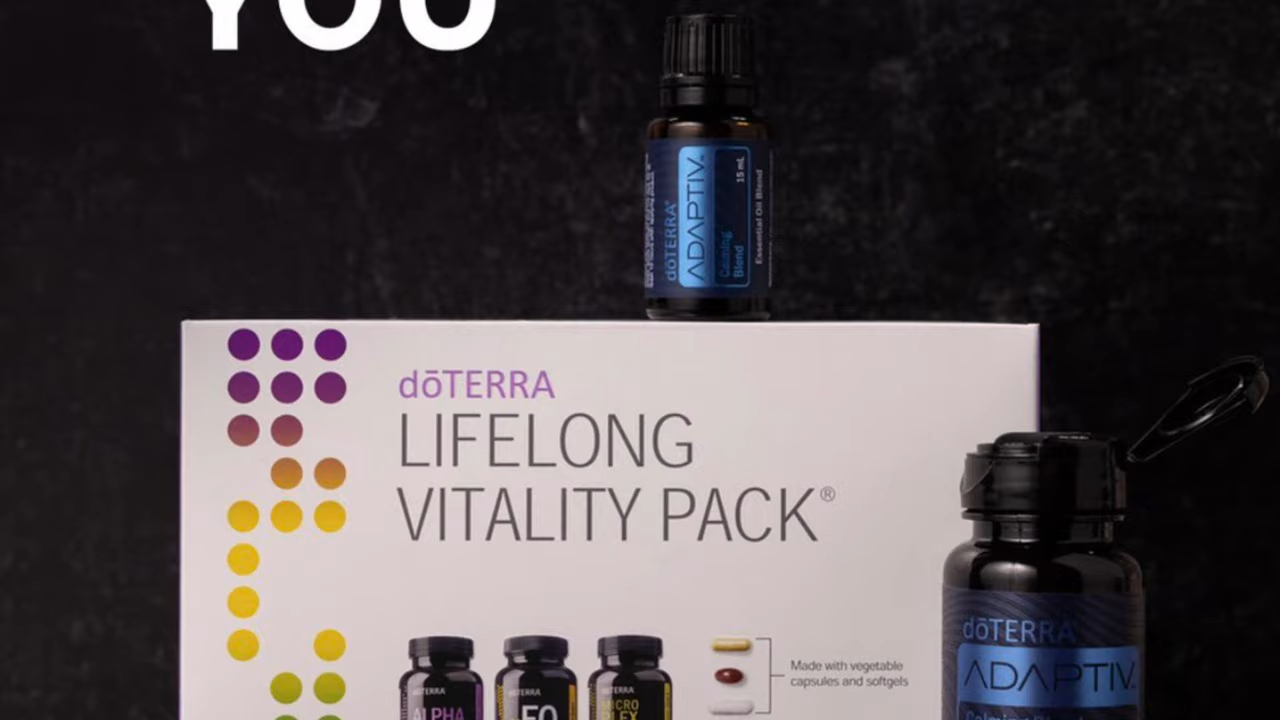 YOU
dōTERRA®
ADAPTIV™
Calming
Blend
15 mL
Essential Oil Blend
dōTERRA
LIFELONG
VITALITY PACK®
dōTERRA
ALPHA
dōTERRA
EO
dōTERRA
MICRO
PLEX
Made with vegetable
capsules and softgels
dōTERRA
ADAPTIV